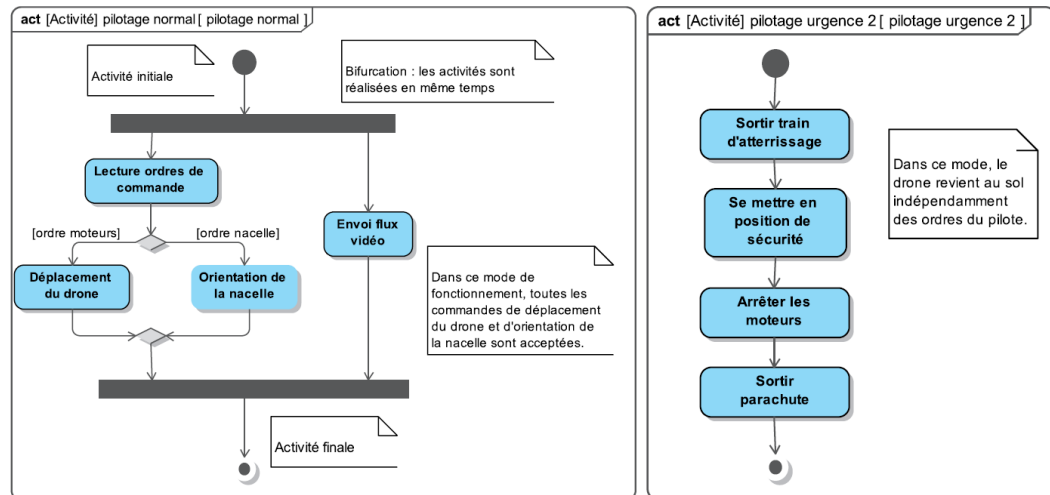 act [Activité] pilotage normal [ pilotage normal ]
Activité initiale
Bifurcation : les activités sont
réalisées en même temps
Lecture ordres de
commande
[ordre moteurs]
[ordre nacelle]
Envoi flux
vidéo
Déplacement
du drone
Orientation de
la nacelle
Dans ce mode de
fonctionnement, toutes les
commandes de déplacement
du drone et d'orientation de
la nacelle sont acceptées.
Activité finale
act [Activité] pilotage urgence 2 [ pilotage urgence 2 ]
Sortir train
d'atterrissage
Dans ce mode, le
drone revient au sol
indépendamment
des ordres du pilote.
Se mettre en
position de
sécurité
Arrêter les
moteurs
Sortir
parachute